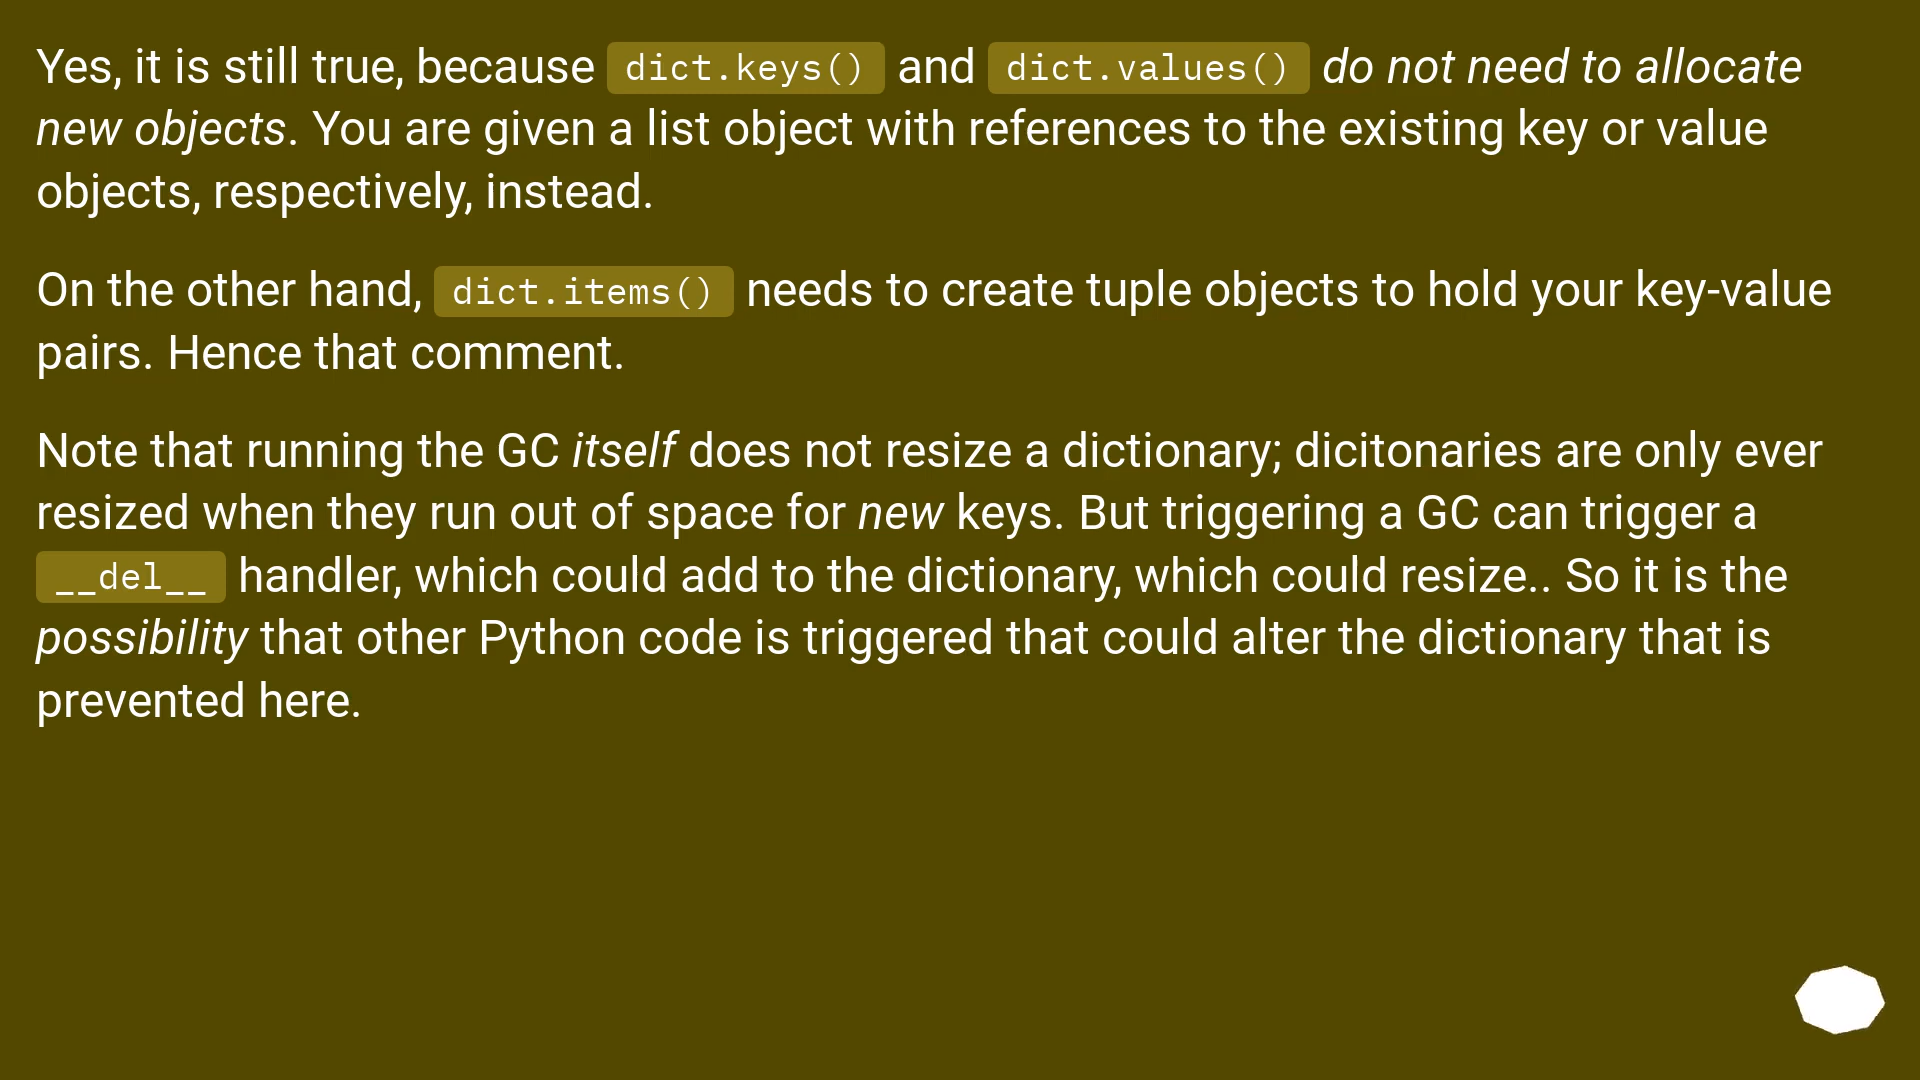 Yes, it is still true, because dict.keys() and dict.values() do not need to allocate
new objects. You are given a list object with references to the existing key or value
objects, respectively, instead.
On the other hand, dict.items() needs to create tuple objects to hold your key-value
pairs. Hence that comment.
Note that running the GC itself does not resize a dictionary; dicitonaries are only ever
resized when they run out of space for new keys. But triggering a GC can trigger a
__del__ handler, which could add to the dictionary, which could resize.. So it is the
possibility that other Python code is triggered that could alter the dictionary that is
prevented here.